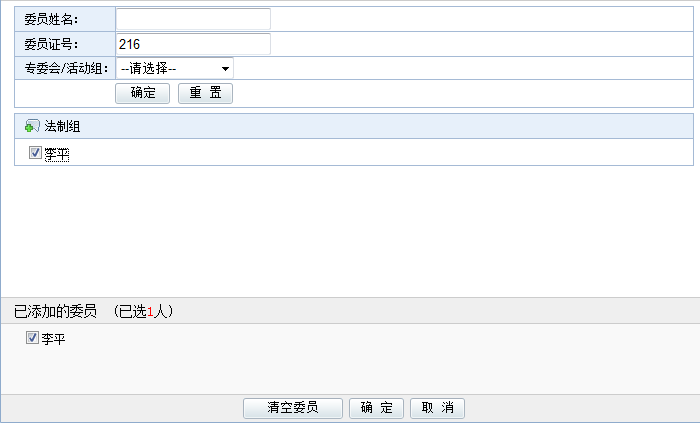 委员姓名：
委员证号： 216
专委会/活动组： --请选择--
确定 重 置
法制组
李平
已添加的委员 （已选1人）
李平
清空委员 确 定 取 消